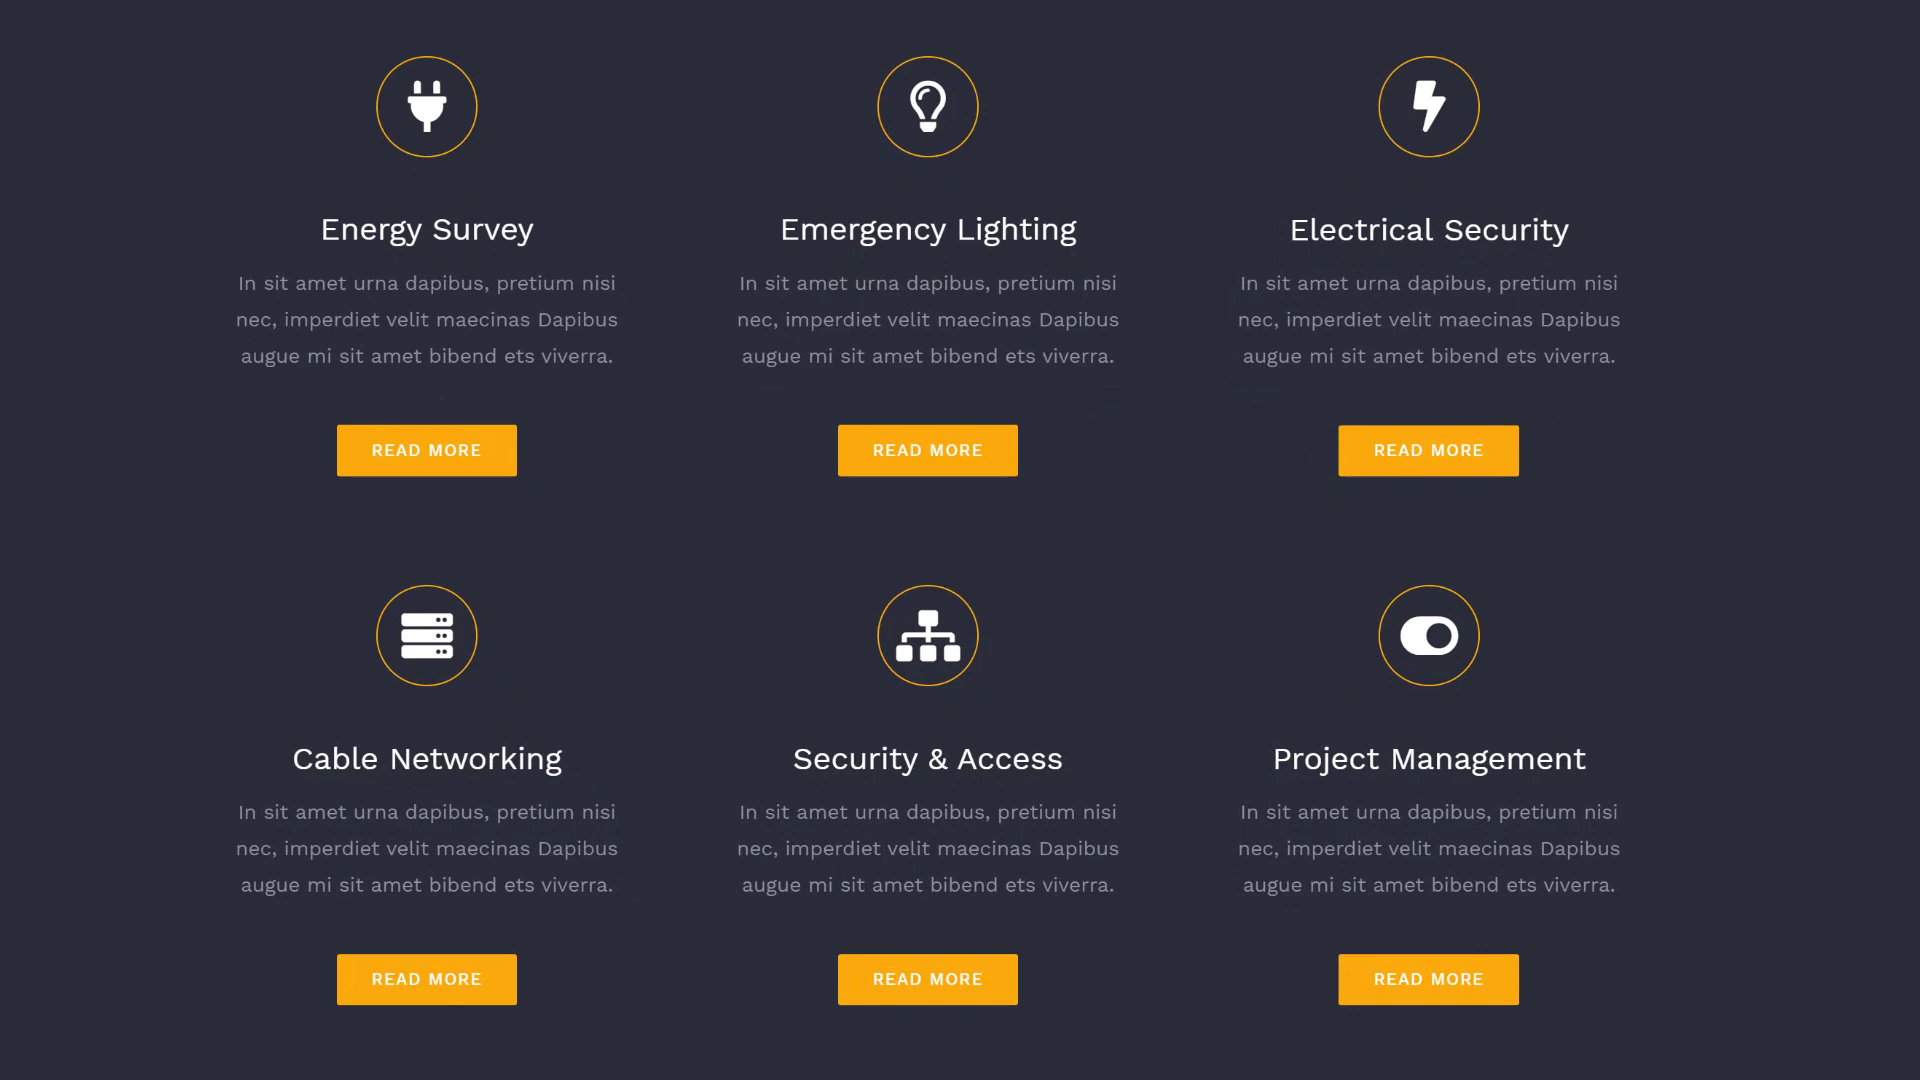 Energy Survey
In sit amet urna dapibus, pretium nisi
nec, imperdiet velit maecinas Dapibus
augue mi sit amet bibend ets viverra.
READ MORE
Emergency Lighting
In sit amet urna dapibus, pretium nisi
nec, imperdiet velit maecinas Dapibus
augue mi sit amet bibend ets viverra.
READ MORE
Electrical Security
In sit amet urna dapibus, pretium nisi
nec, imperdiet velit maecinas Dapibus
augue mi sit amet bibend ets viverra.
READ MORE
Cable Networking
In sit amet urna dapibus, pretium nisi
nec, imperdiet velit maecinas Dapibus
augue mi sit amet bibend ets viverra.
READ MORE
Security & Access
In sit amet urna dapibus, pretium nisi
nec, imperdiet velit maecinas Dapibus
augue mi sit amet bibend ets viverra.
READ MORE
Project Management
In sit amet urna dapibus, pretium nisi
nec, imperdiet velit maecinas Dapibus
augue mi sit amet bibend ets viverra.
READ MORE